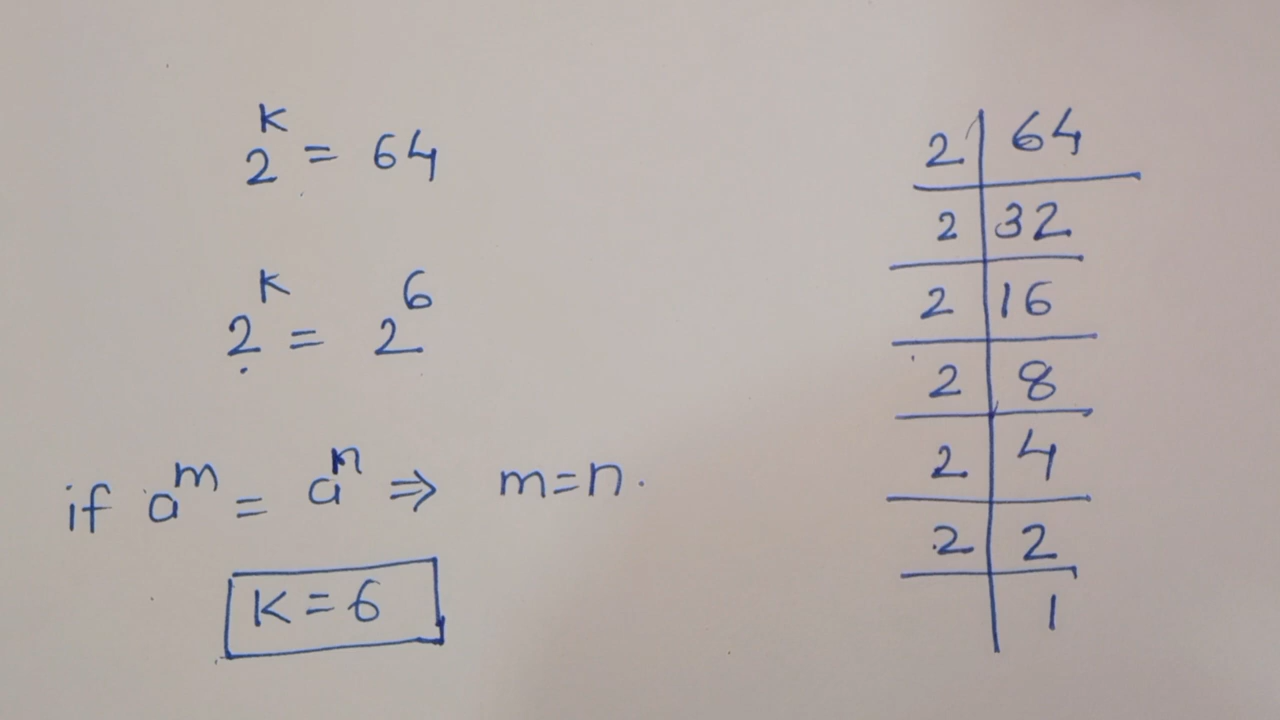 2^K = 64
2^K = 2^6
if a^m = a^n ⇒ m=n.
K=6
2 | 64
2 | 32
2 | 16
2 | 8
2 | 4
2 | 2
| 1